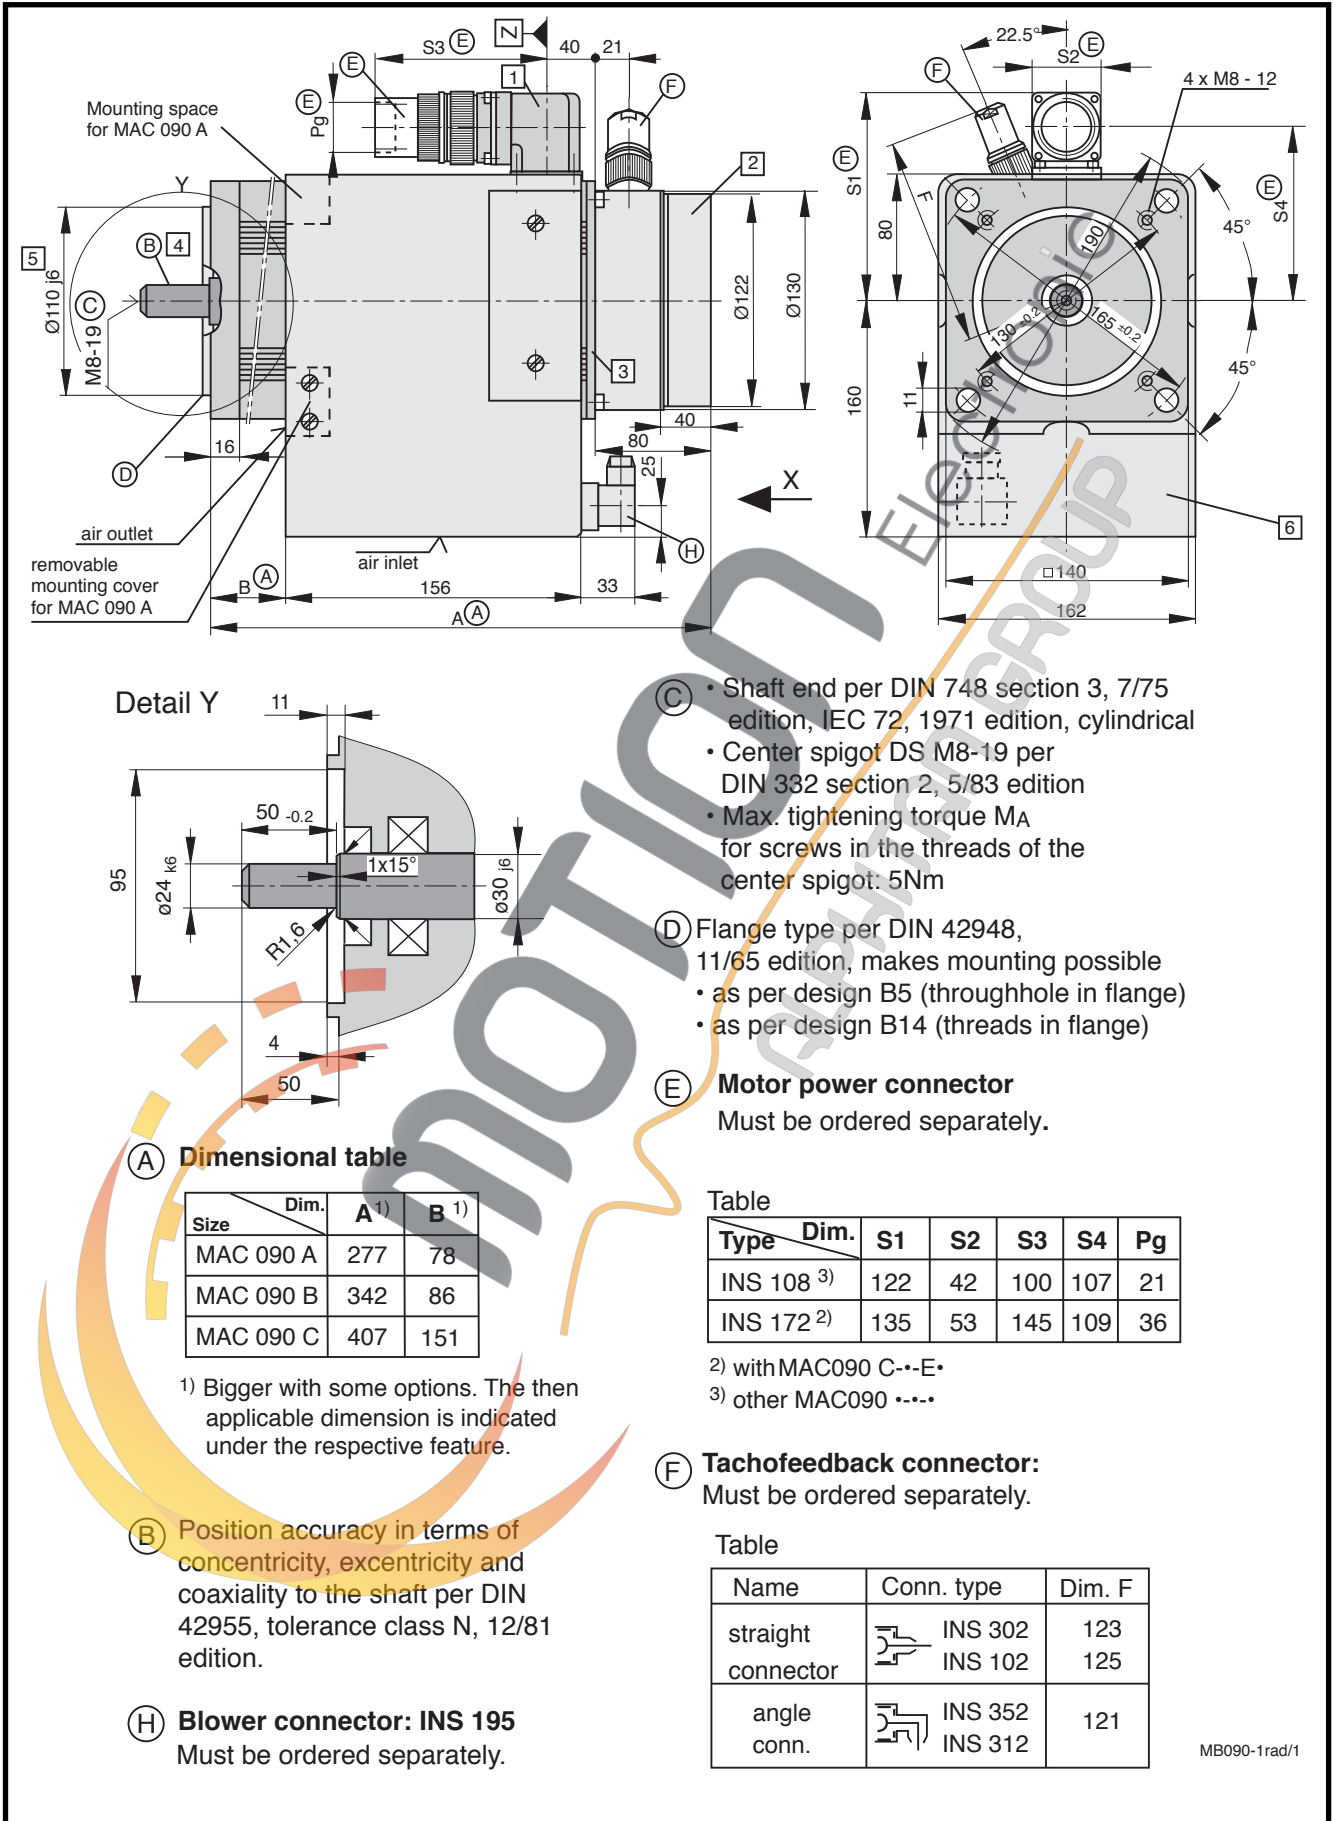 S3 E
Z
40
21
22.5°
S2 E
E
1
F
F
4 x M8 - 12
Mounting space
for MAC 090 A
E
Pg
2
E
S1
F
E
S4
Y
80
190
45°
B 4
5
Ø110 j6
C
M8-19
Ø122
Ø130
130 ±0.2
165 ±0.2
3
45°
160
11
40
16
80
D
25
X
air outlet
6
removable
mounting cover
for MAC 090 A
air inlet
H
□140
B A
156
33
162
A A
Detail Y
11
50 -0.2
95
ø24 k6
1x15°
ø30 j6
R1,6
4
50
C • Shaft end per DIN 748 section 3, 7/75
edition, IEC 72, 1971 edition, cylindrical
• Center spigot DS M8-19 per
DIN 332 section 2, 5/83 edition
• Max. tightening torque MA
for screws in the threads of the
center spigot: 5Nm
D Flange type per DIN 42948,
11/65 edition, makes mounting possible
• as per design B5 (throughhole in flange)
• as per design B14 (threads in flange)
E Motor power connector
Must be ordered separately.
A Dimensional table
Size Dim. A 1) B 1)
MAC 090 A 277 78
MAC 090 B 342 86
MAC 090 C 407 151
1) Bigger with some options. The then
applicable dimension is indicated
under the respective feature.
Table
Type Dim. S1 S2 S3 S4 Pg
INS 108 3) 122 42 100 107 21
INS 172 2) 135 53 145 109 36
2) with MAC090 C-•-E•
3) other MAC090 •-•-•
F Tachofeedback connector:
Must be ordered separately.
B Position accuracy in terms of
concentricity, excentricity and
coaxiality to the shaft per DIN
42955, tolerance class N, 12/81
edition.
Table
Name Conn. type Dim. F
straight INS 302 123
connector INS 102 125
angle INS 352 121
conn. INS 312
H Blower connector: INS 195
Must be ordered separately.
MB090-1rad/1
MOTION
Electronic
ALPHITAN GROUP